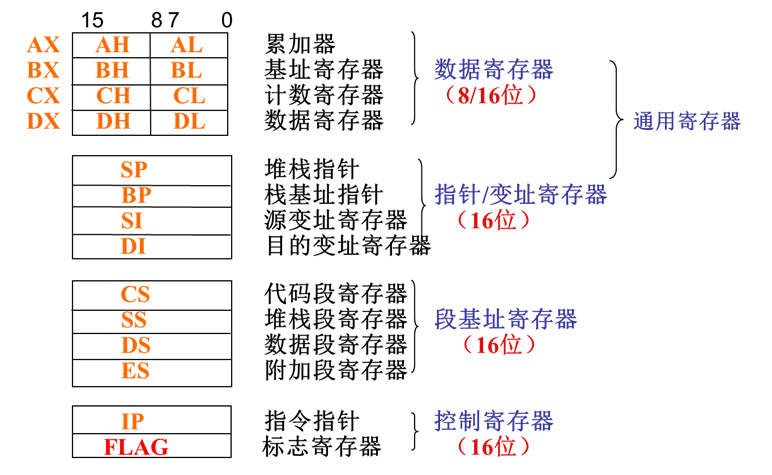 15 8 7 0
AX AH AL 累加器
BX BH BL 基址寄存器 数据寄存器
CX CH CL 计数寄存器 （8/16位）
DX DH DL 数据寄存器 通用寄存器
SP 堆栈指针
BP 栈基址指针 指针/变址寄存器
SI 源变址寄存器 （16位）
DI 目的变址寄存器
CS 代码段寄存器
SS 堆栈段寄存器 段基址寄存器
DS 数据段寄存器 （16位）
ES 附加段寄存器
IP 指令指针 控制寄存器
FLAG 标志寄存器 （16位）